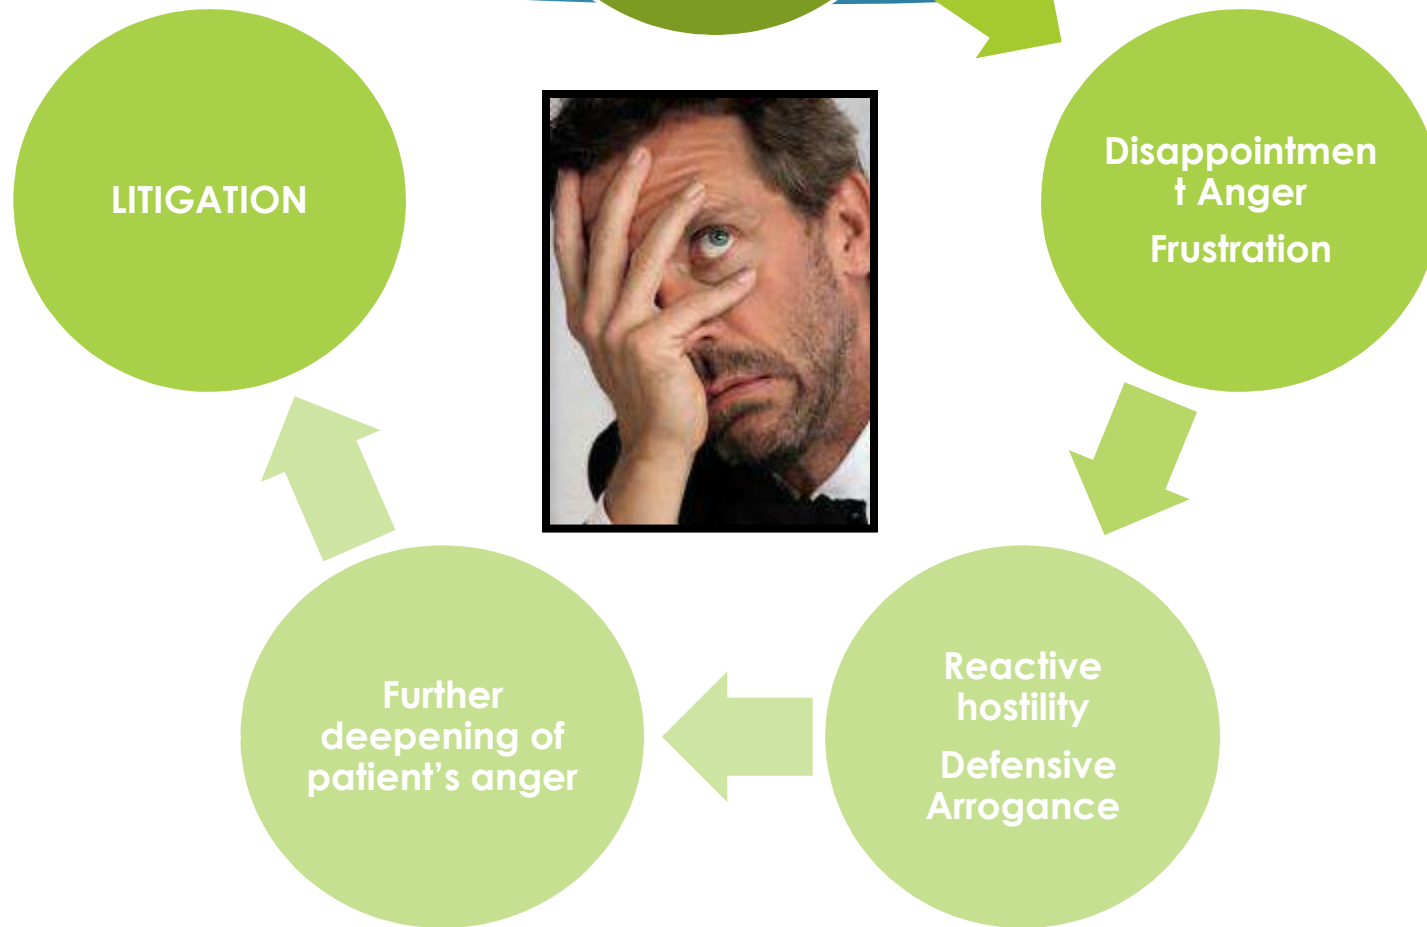 LITIGATION
Disappointmen
t Anger
Frustration
Reactive
hostility
Defensive
Arrogance
Further
deepening of
patient’s anger